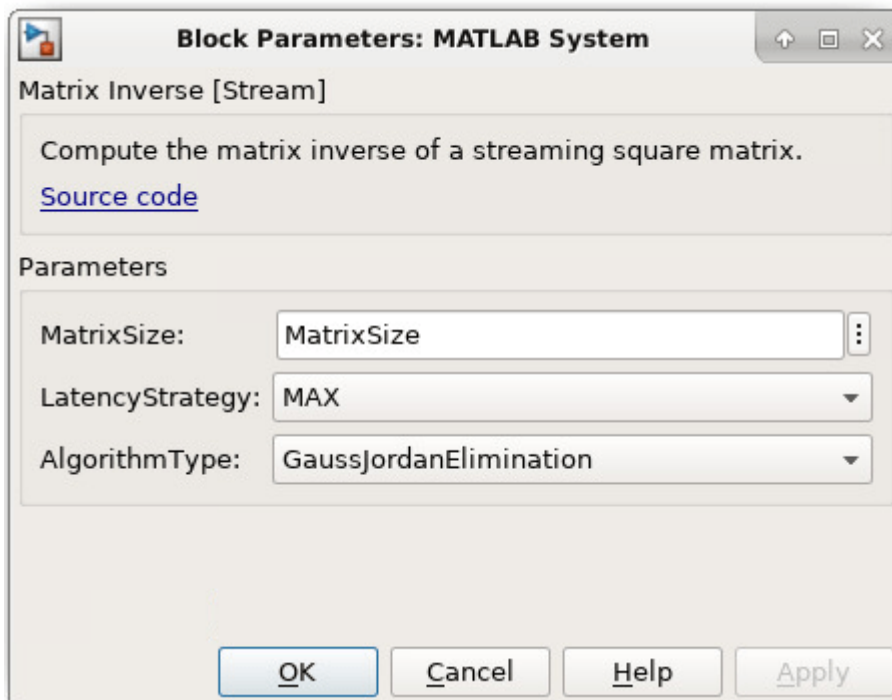 Block Parameters: MATLAB System
Matrix Inverse [Stream]
Compute the matrix inverse of a streaming square matrix.
Source code
Parameters
MatrixSize: MatrixSize
LatencyStrategy: MAX
AlgorithmType: GaussJordanElimination
OK Cancel Help Apply